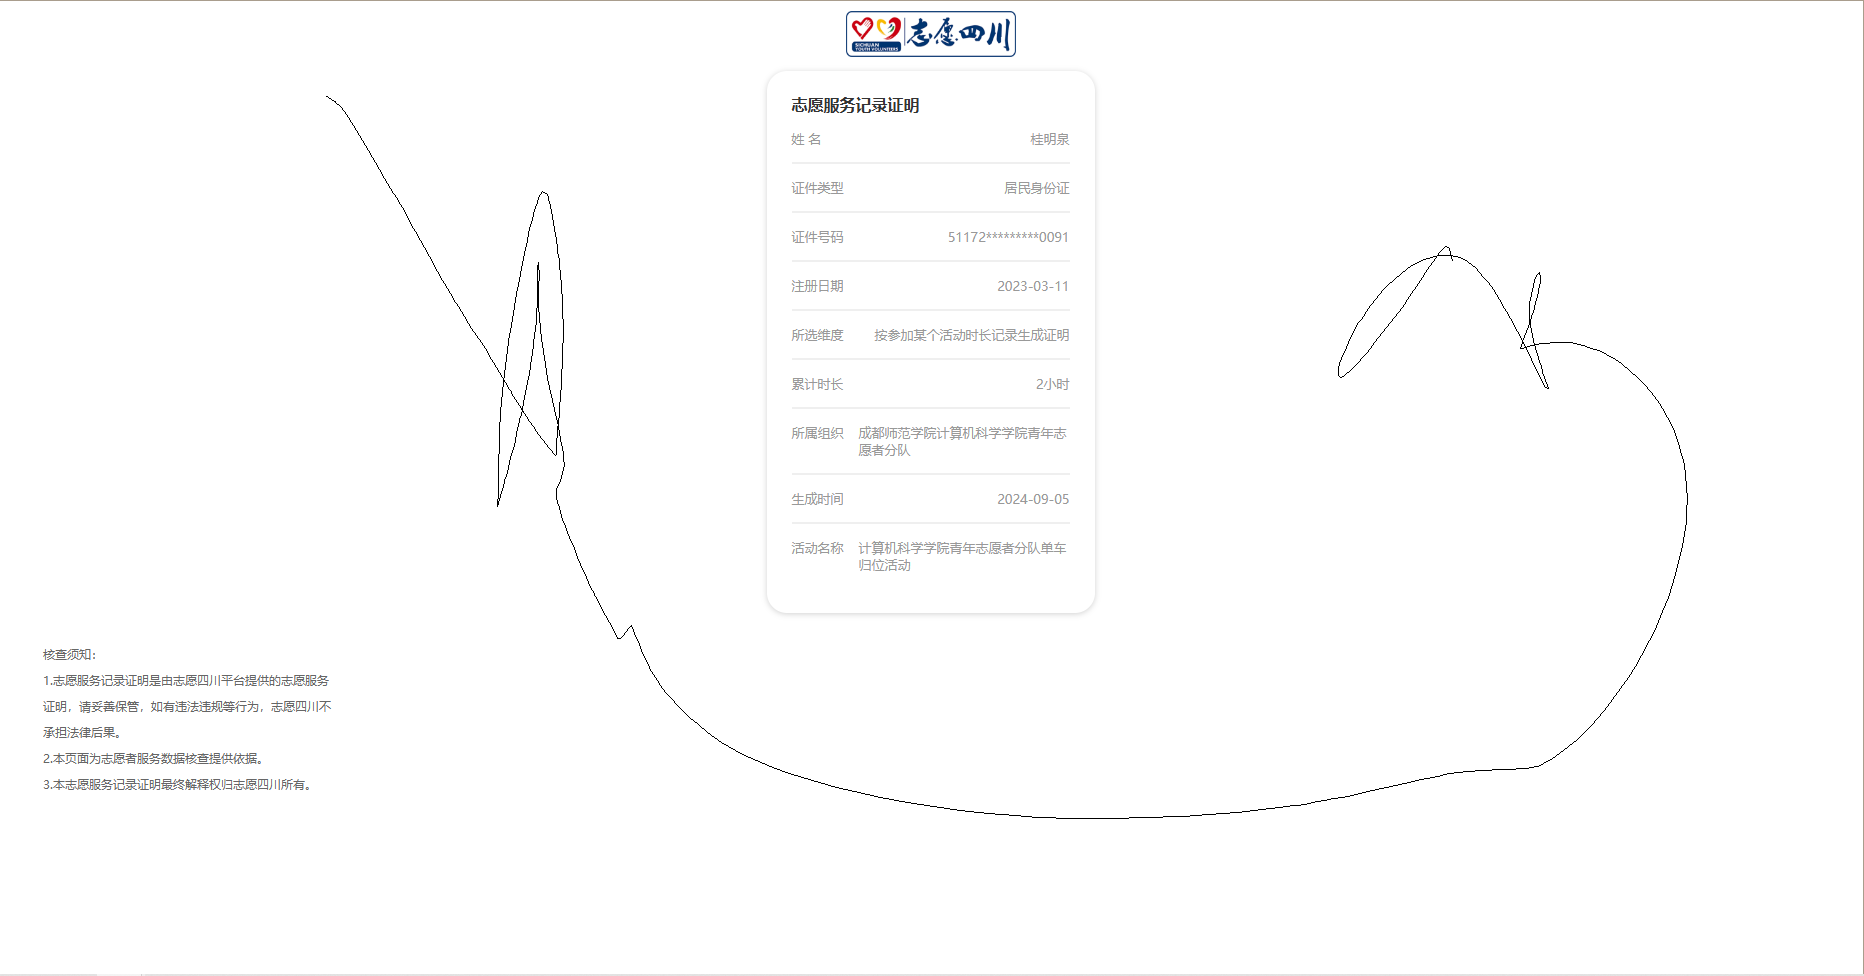 SICHUAN
YOUTH VOLUNTEERS
志愿四川
志愿服务记录证明
姓 名 桂明泉
证件类型 居民身份证
证件号码 51172*********0091
注册日期 2023-03-11
所选维度 按参加某个活动时长记录生成证明
累计时长 2小时
所属组织 成都师范学院计算机科学学院青年志
愿者分队
生成时间 2024-09-05
活动名称 计算机科学学院青年志愿者分队单车
归位活动
核查须知：
1.志愿服务记录证明是由志愿四川平台提供的志愿服务
证明，请妥善保管，如有违法违规等行为，志愿四川不
承担法律后果。
2.本页面为志愿者服务数据核查提供依据。
3.本志愿服务记录证明最终解释权归志愿四川所有。